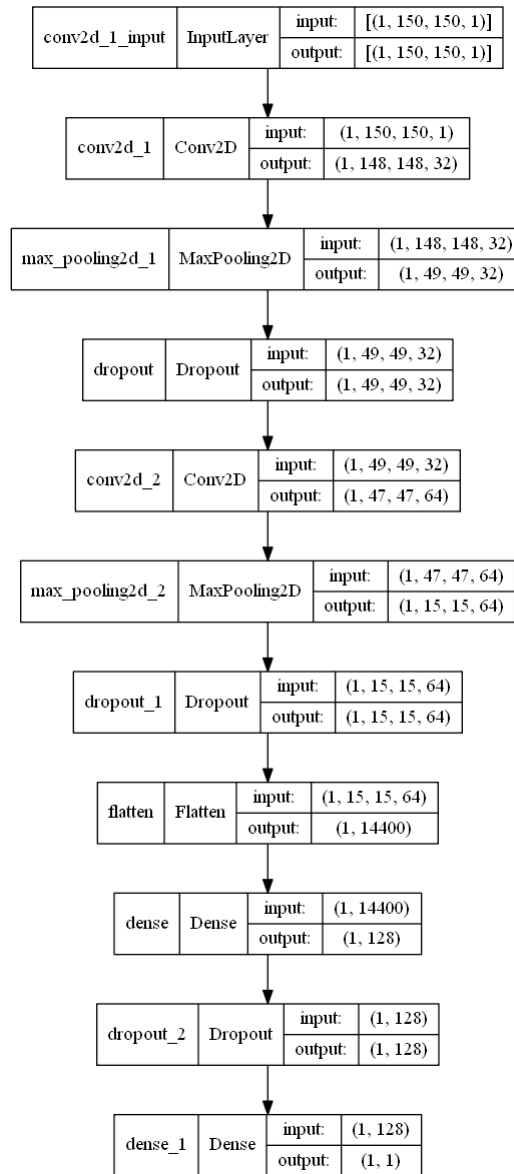 conv2d_1_input InputLayer input: [(1, 150, 150, 1)]
output: [(1, 150, 150, 1)]
conv2d_1 Conv2D input: (1, 150, 150, 1)
output: (1, 148, 148, 32)
max_pooling2d_1 MaxPooling2D input: (1, 148, 148, 32)
output: (1, 49, 49, 32)
dropout Dropout input: (1, 49, 49, 32)
output: (1, 49, 49, 32)
conv2d_2 Conv2D input: (1, 49, 49, 32)
output: (1, 47, 47, 64)
max_pooling2d_2 MaxPooling2D input: (1, 47, 47, 64)
output: (1, 15, 15, 64)
dropout_1 Dropout input: (1, 15, 15, 64)
output: (1, 15, 15, 64)
flatten Flatten input: (1, 15, 15, 64)
output: (1, 14400)
dense Dense input: (1, 14400)
output: (1, 128)
dropout_2 Dropout input: (1, 128)
output: (1, 128)
dense_1 Dense input: (1, 128)
output: (1, 1)